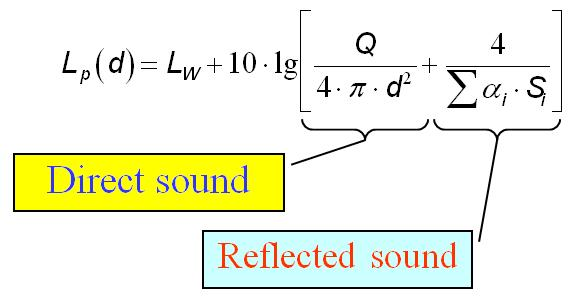 L_p(d) = L_W + 10 · lg[ Q / (4 · π · d²) + 4 / (∑ α_i · S_i) ]
Direct sound
Reflected sound